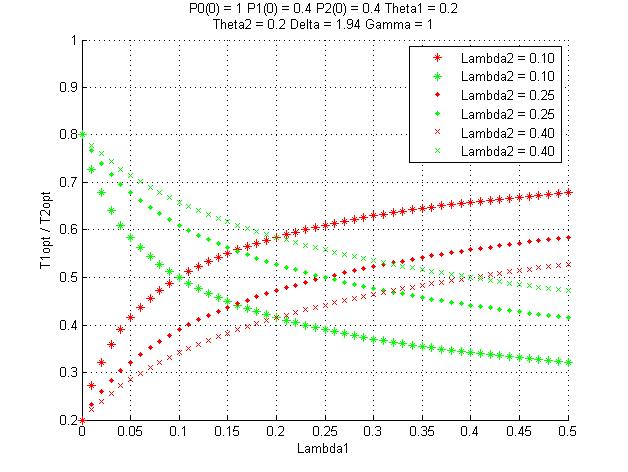 P0(0) = 1 P1(0) = 0.4 P2(0) = 0.4 Theta1 = 0.2
Theta2 = 0.2 Delta = 1.94 Gamma = 1
1
0.9
0.8
0.7
0.6
0.5
0.4
0.3
0.2
T1opt / T2opt
Lambda2 = 0.10
Lambda2 = 0.10
Lambda2 = 0.25
Lambda2 = 0.25
Lambda2 = 0.40
Lambda2 = 0.40
0 0.05 0.1 0.15 0.2 0.25 0.3 0.35 0.4 0.45 0.5
Lambda1